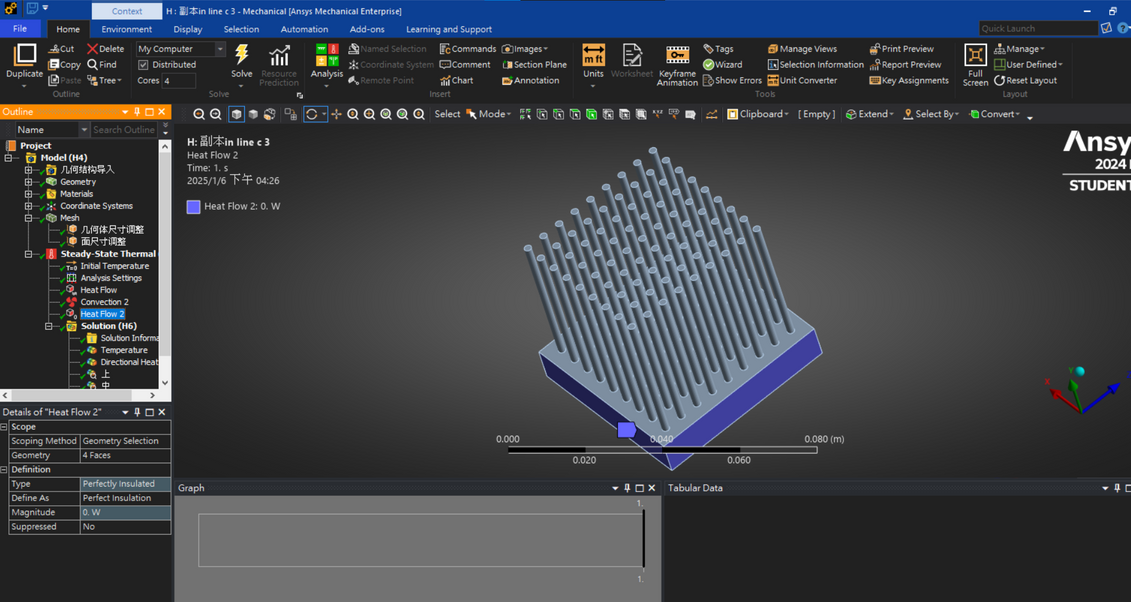 Context
H : 副本in line c 3 - Mechanical [Ansys Mechanical Enterprise]
File Home Environment Display Selection Automation Add-ons Learning and Support Quick Launch
Duplicate Cut Copy Paste Delete Find Tree Outline
My Computer Distributed Cores 4 Solve Resource Prediction Solve
Analysis Named Selection Coordinate System Remote Point Commands Comment Chart Images Section Plane Annotation Insert
Units Worksheet Keyframe Animation Tags Wizard Show Errors Manage Views Selection Information Unit Converter Print Preview Report Preview Key Assignments Tools
Full Screen Manage User Defined Reset Layout Layout
Outline
Name Search Outline
Select Mode Clipboard [ Empty ] Extend Select By Convert
Project
Model (H4)
几何结构导入
Geometry
Materials
Coordinate Systems
Mesh
几何体尺寸调整
面尺寸调整
Steady-State Thermal
Initial Temperature
T=0
Analysis Settings
Heat Flow
Convection 2
Heat Flow 2
Solution (H6)
Solution Informa
Temperature
Directional Heat
上
中
H: 副本in line c 3
Heat Flow 2
Time: 1. s
2025/1/6 下午 04:26
Heat Flow 2: 0. W
Ansy
2024
STUDENT
X Y
0.000 0.040 0.080 (m)
0.020 0.060
Details of "Heat Flow 2"
Scope
Scoping Method Geometry Selection
Geometry 4 Faces
Definition
Type Perfectly Insulated
Define As Perfect Insulation
Magnitude 0. W
Suppressed No
Graph
1.
1.
Tabular Data